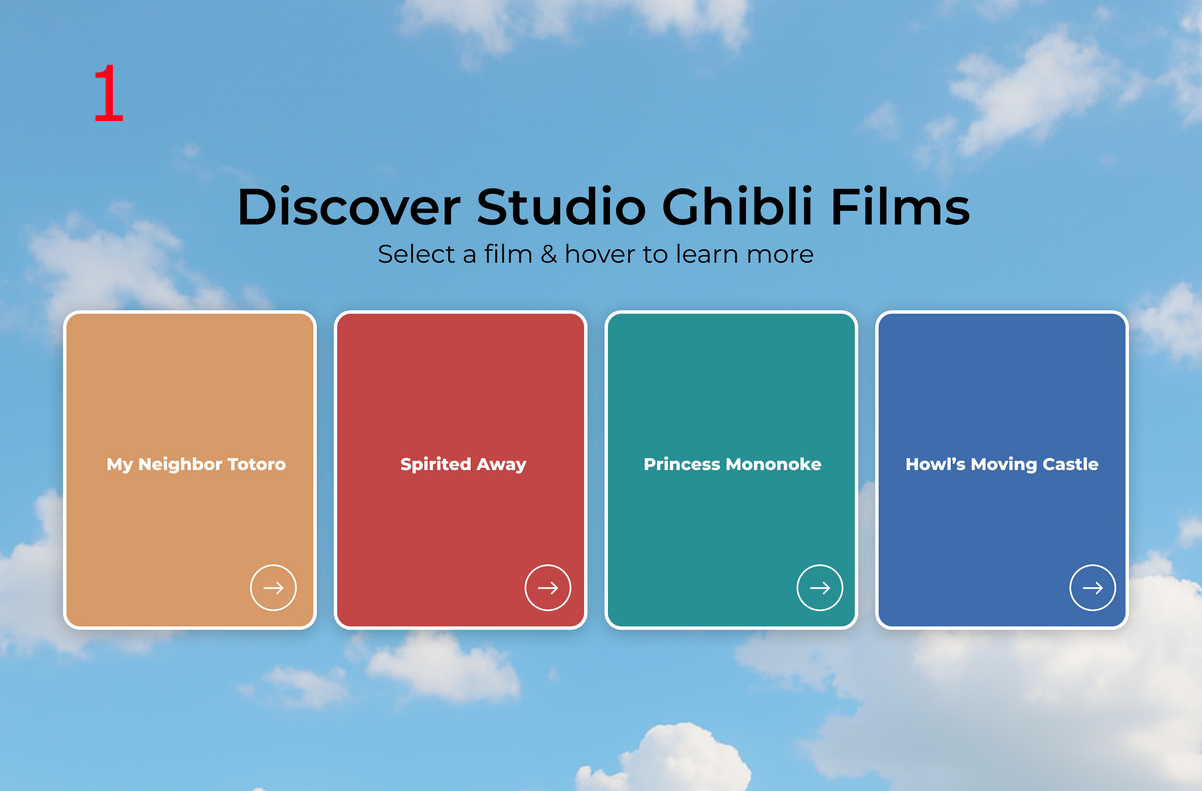 1
Discover Studio Ghibli Films
Select a film & hover to learn more
My Neighbor Totoro
Spirited Away
Princess Mononoke
Howl’s Moving Castle